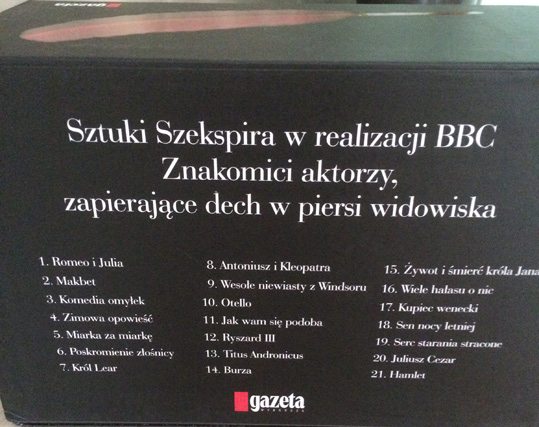 gazeta
Sztuki Szekspira w realizacji BBC
Znakomici aktorzy,
zapierające dech w piersi widowiska
1. Romeo i Julia
2. Makbet
3. Komedia omyłek
4. Zimowa opowieść
5. Miarka za miarkę
6. Poskromienie złośnicy
7. Król Lear
8. Antoniusz i Kleopatra
9. Wesołe niewiasty z Windsoru
10. Otello
11. Jak wam się podoba
12. Ryszard III
13. Titus Andronicus
14. Burza
15. Żywot i śmierć króla Jana
16. Wiele hałasu o nic
17. Kupiec wenecki
18. Sen nocy letniej
19. Serc starania stracone
20. Juliusz Cezar
21. Hamlet
gazeta
WYBORCZA